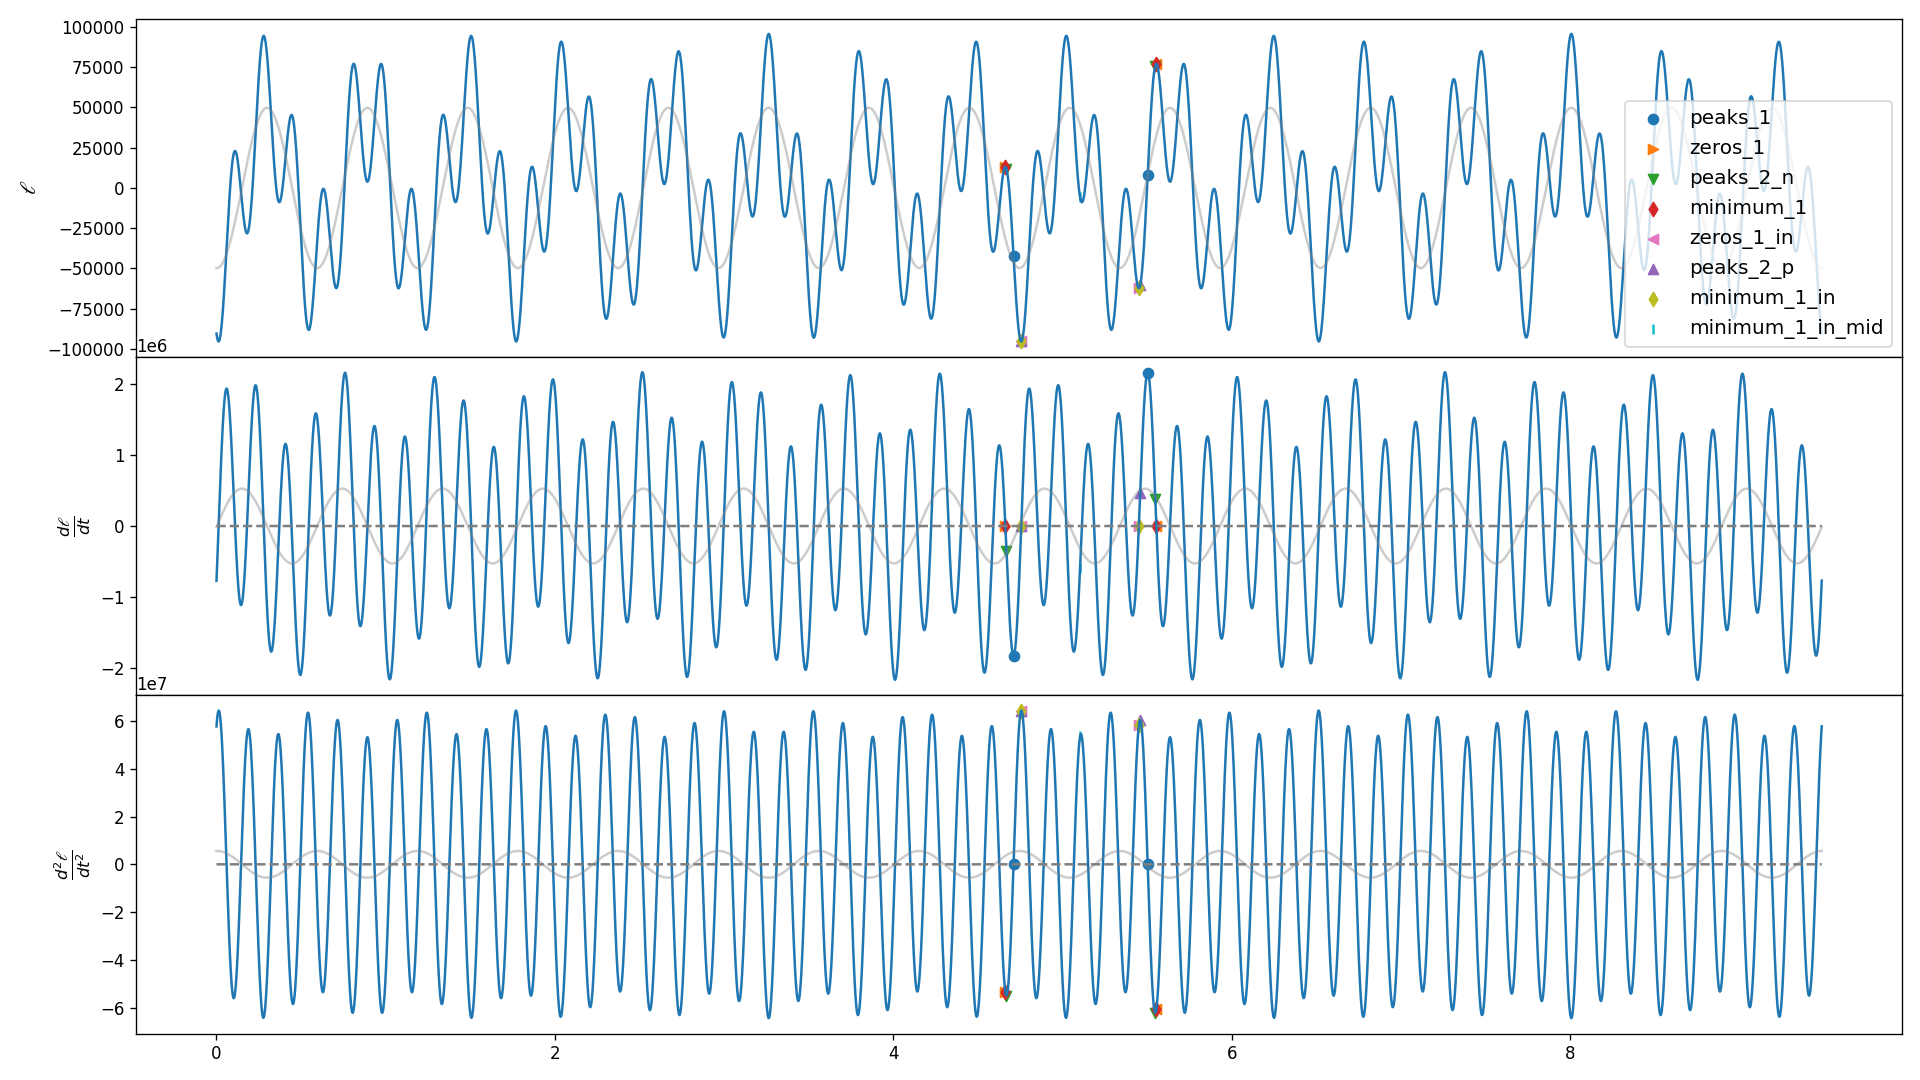 100000
75000
50000
25000
0
−25000
−50000
−75000
−100000
ℓ
peaks_1
zeros_1
peaks_2_n
minimum_1
zeros_1_in
peaks_2_p
minimum_1_in
minimum_1_in_mid
1e6
2
1
0
−1
−2
dℓ
dt
1e7
6
4
2
0
−2
−4
−6
d²ℓ
dt²
0 2 4 6 8